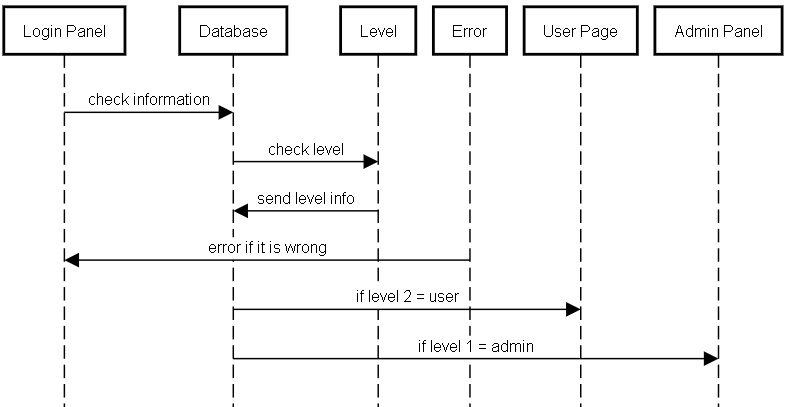 Login Panel
Database
Level
Error
User Page
Admin Panel
check information
check level
send level info
error if it is wrong
if level 2 = user
if level 1 = admin